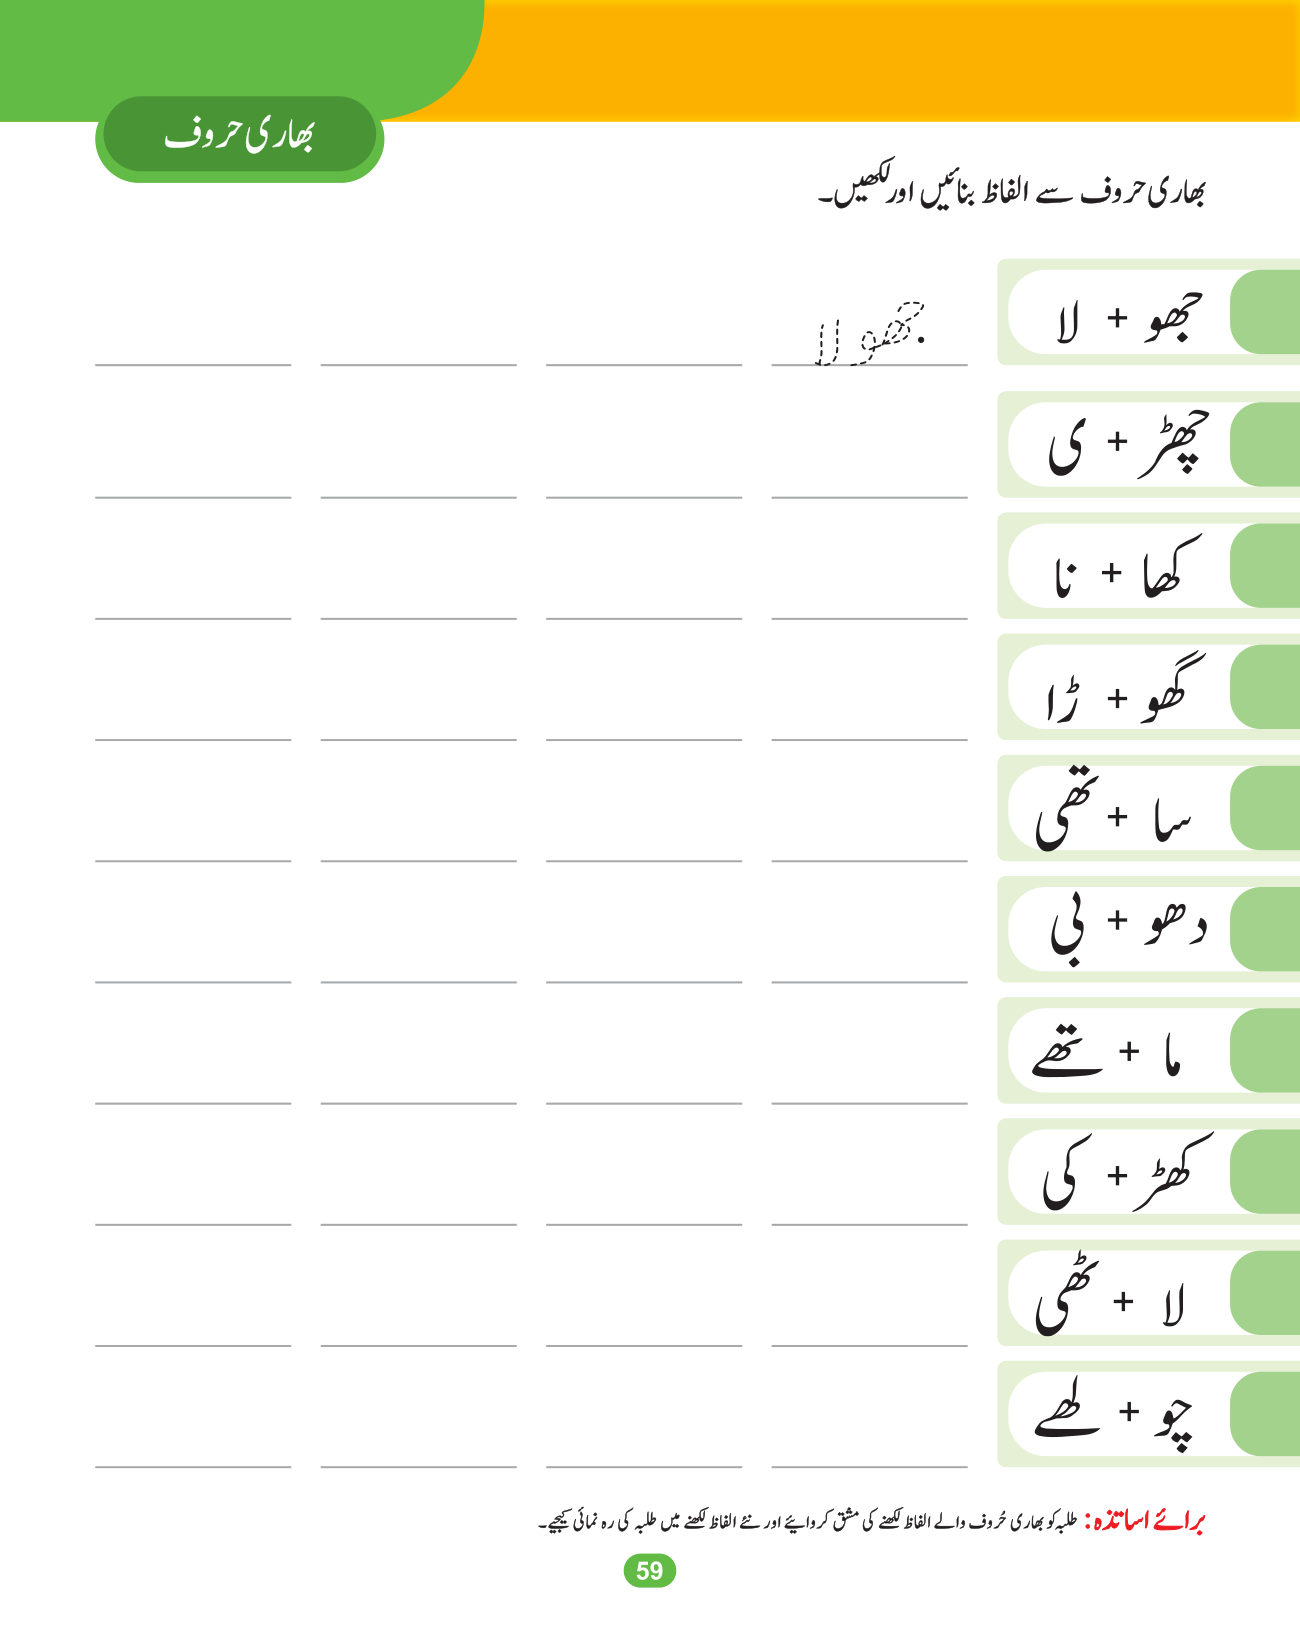 بھاری حروف
بھاری حروف سے الفاظ بنائیں اور لکھیں۔
جھو + لا
جھولا
چھڑ + ی
کھا + نا
گھو + ڑا
سا + تھی
دھو + بی
ما + تھے
کھڑ + کی
لا + ٹھی
چو + لھے
برائے اساتذہ: طلبہ کو بھاری حُروف والے الفاظ لکھنے کی مشق کروایئے اور نئے الفاظ لکھنے میں طلبہ کی رہ نمائی کیجیے۔
59